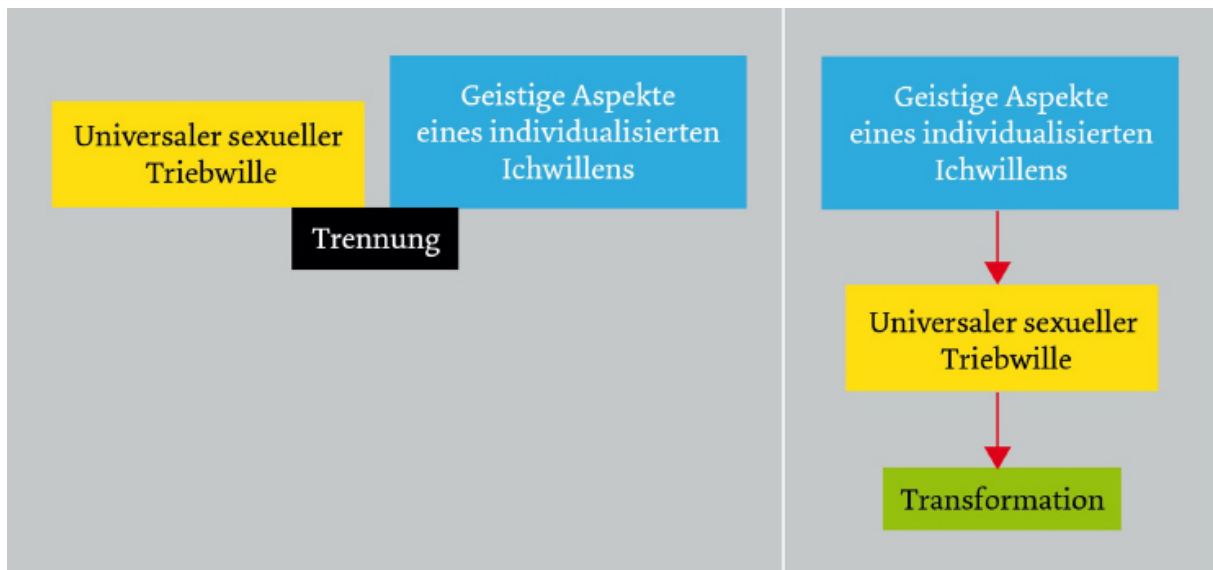 Universaler sexueller
Triebwille
Geistige Aspekte
eines individualisierten
Ichwillens
Trennung
Geistige Aspekte
eines individualisierten
Ichwillens
Universaler sexueller
Triebwille
Transformation